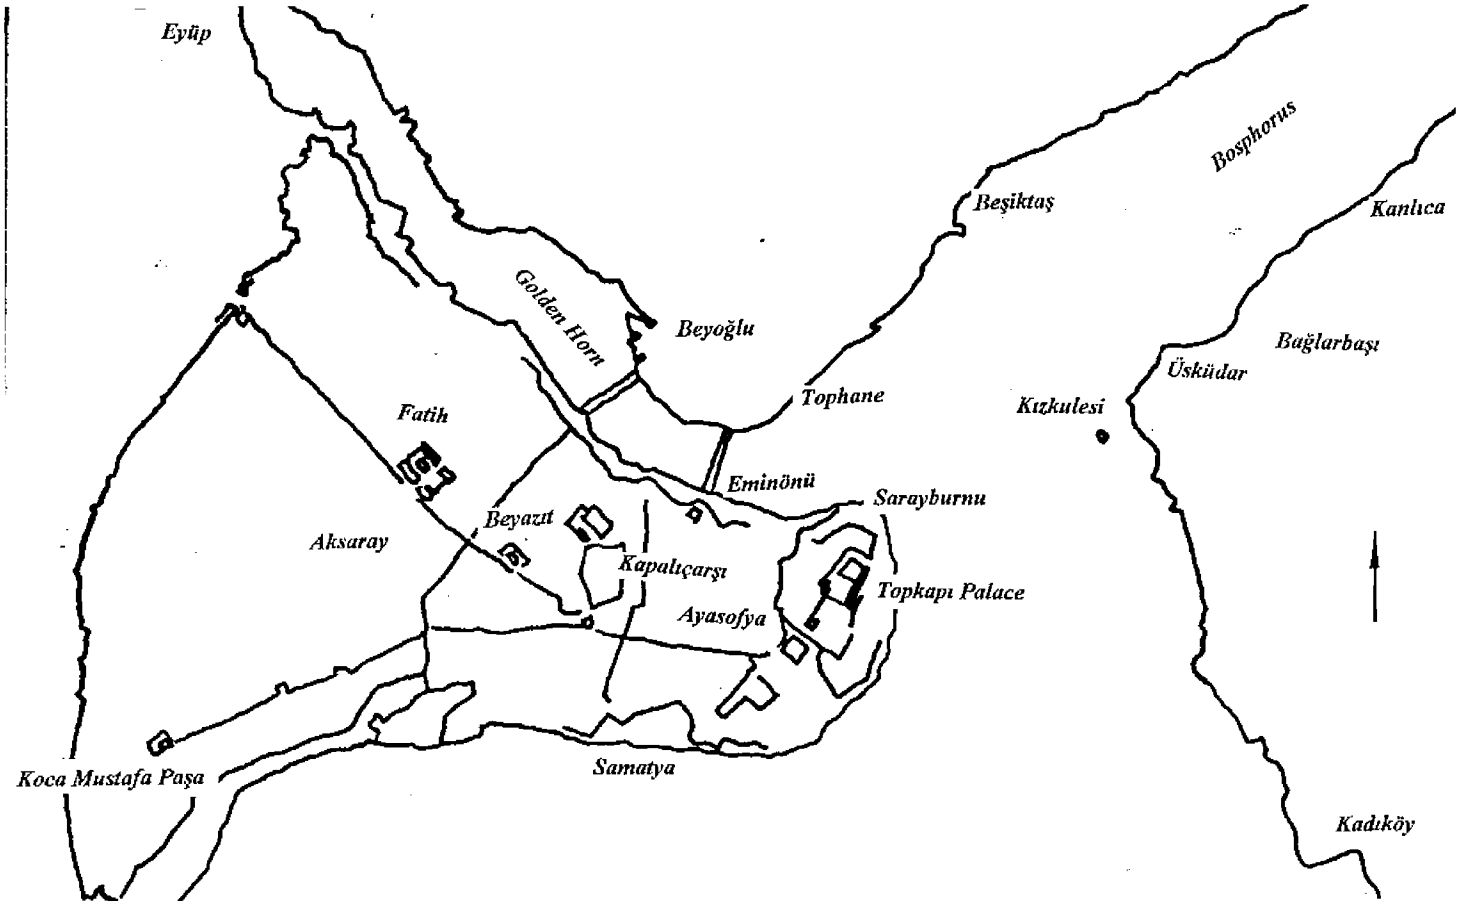 Eyüp
Bosphorus
Beşiktaş
Kanlıca
Golden Horn
Beyoğlu
Bağlarbaşı
Üsküdar
Tophane
Kızkulesi
Fatih
Eminönü
Sarayburnu
Beyazıt
Aksaray
Kapalıçarşı
Topkapı Palace
Ayasofya
Samatya
Koca Mustafa Paşa
Kadıköy